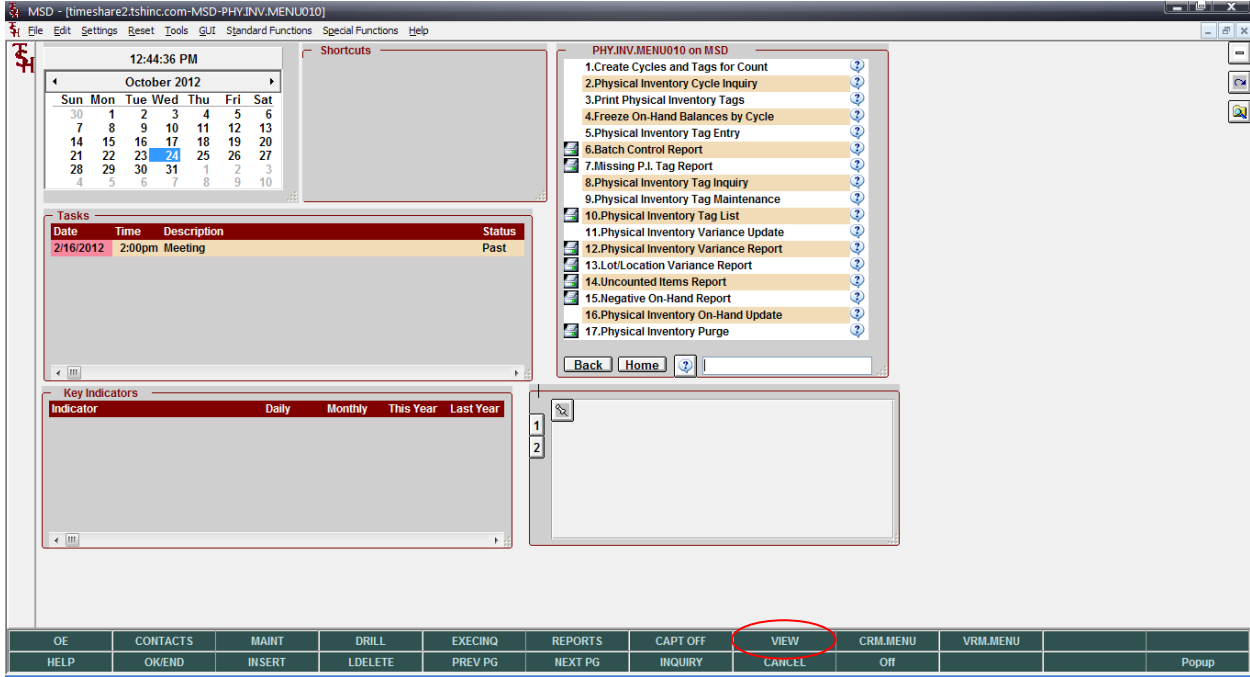 MSD - [timeshare2.tshinc.com-MSD-PHY.INV.MENU010]
File Edit Settings Reset Tools GUI Standard Functions Special Functions Help
TSH
12:44:36 PM
October 2012
Sun Mon Tue Wed Thu Fri Sat
30 1 2 3 4 5 6
7 8 9 10 11 12 13
14 15 16 17 18 19 20
21 22 23 24 25 26 27
28 29 30 31 1 2 3
4 5 6 7 8 9 10
Shortcuts
PHY.INV.MENU010 on MSD
1.Create Cycles and Tags for Count
2.Physical Inventory Cycle Inquiry
3.Print Physical Inventory Tags
4.Freeze On-Hand Balances by Cycle
5.Physical Inventory Tag Entry
6.Batch Control Report
7.Missing P.I. Tag Report
8.Physical Inventory Tag Inquiry
9.Physical Inventory Tag Maintenance
10.Physical Inventory Tag List
11.Physical Inventory Variance Update
12.Physical Inventory Variance Report
13.Lot/Location Variance Report
14.Uncounted Items Report
15.Negative On-Hand Report
16.Physical Inventory On-Hand Update
17.Physical Inventory Purge
Back Home
Tasks
Date Time Description Status
2/16/2012 2:00pm Meeting Past
Key Indicators
Indicator Daily Monthly This Year Last Year
1
2
OE CONTACTS MAINT DRILL EXECINQ REPORTS CAPT OFF VIEW CRM.MENU VRM.MENU
HELP OK/END INSERT LDELETE PREV PG NEXT PG INQUIRY CANCEL Off Popup